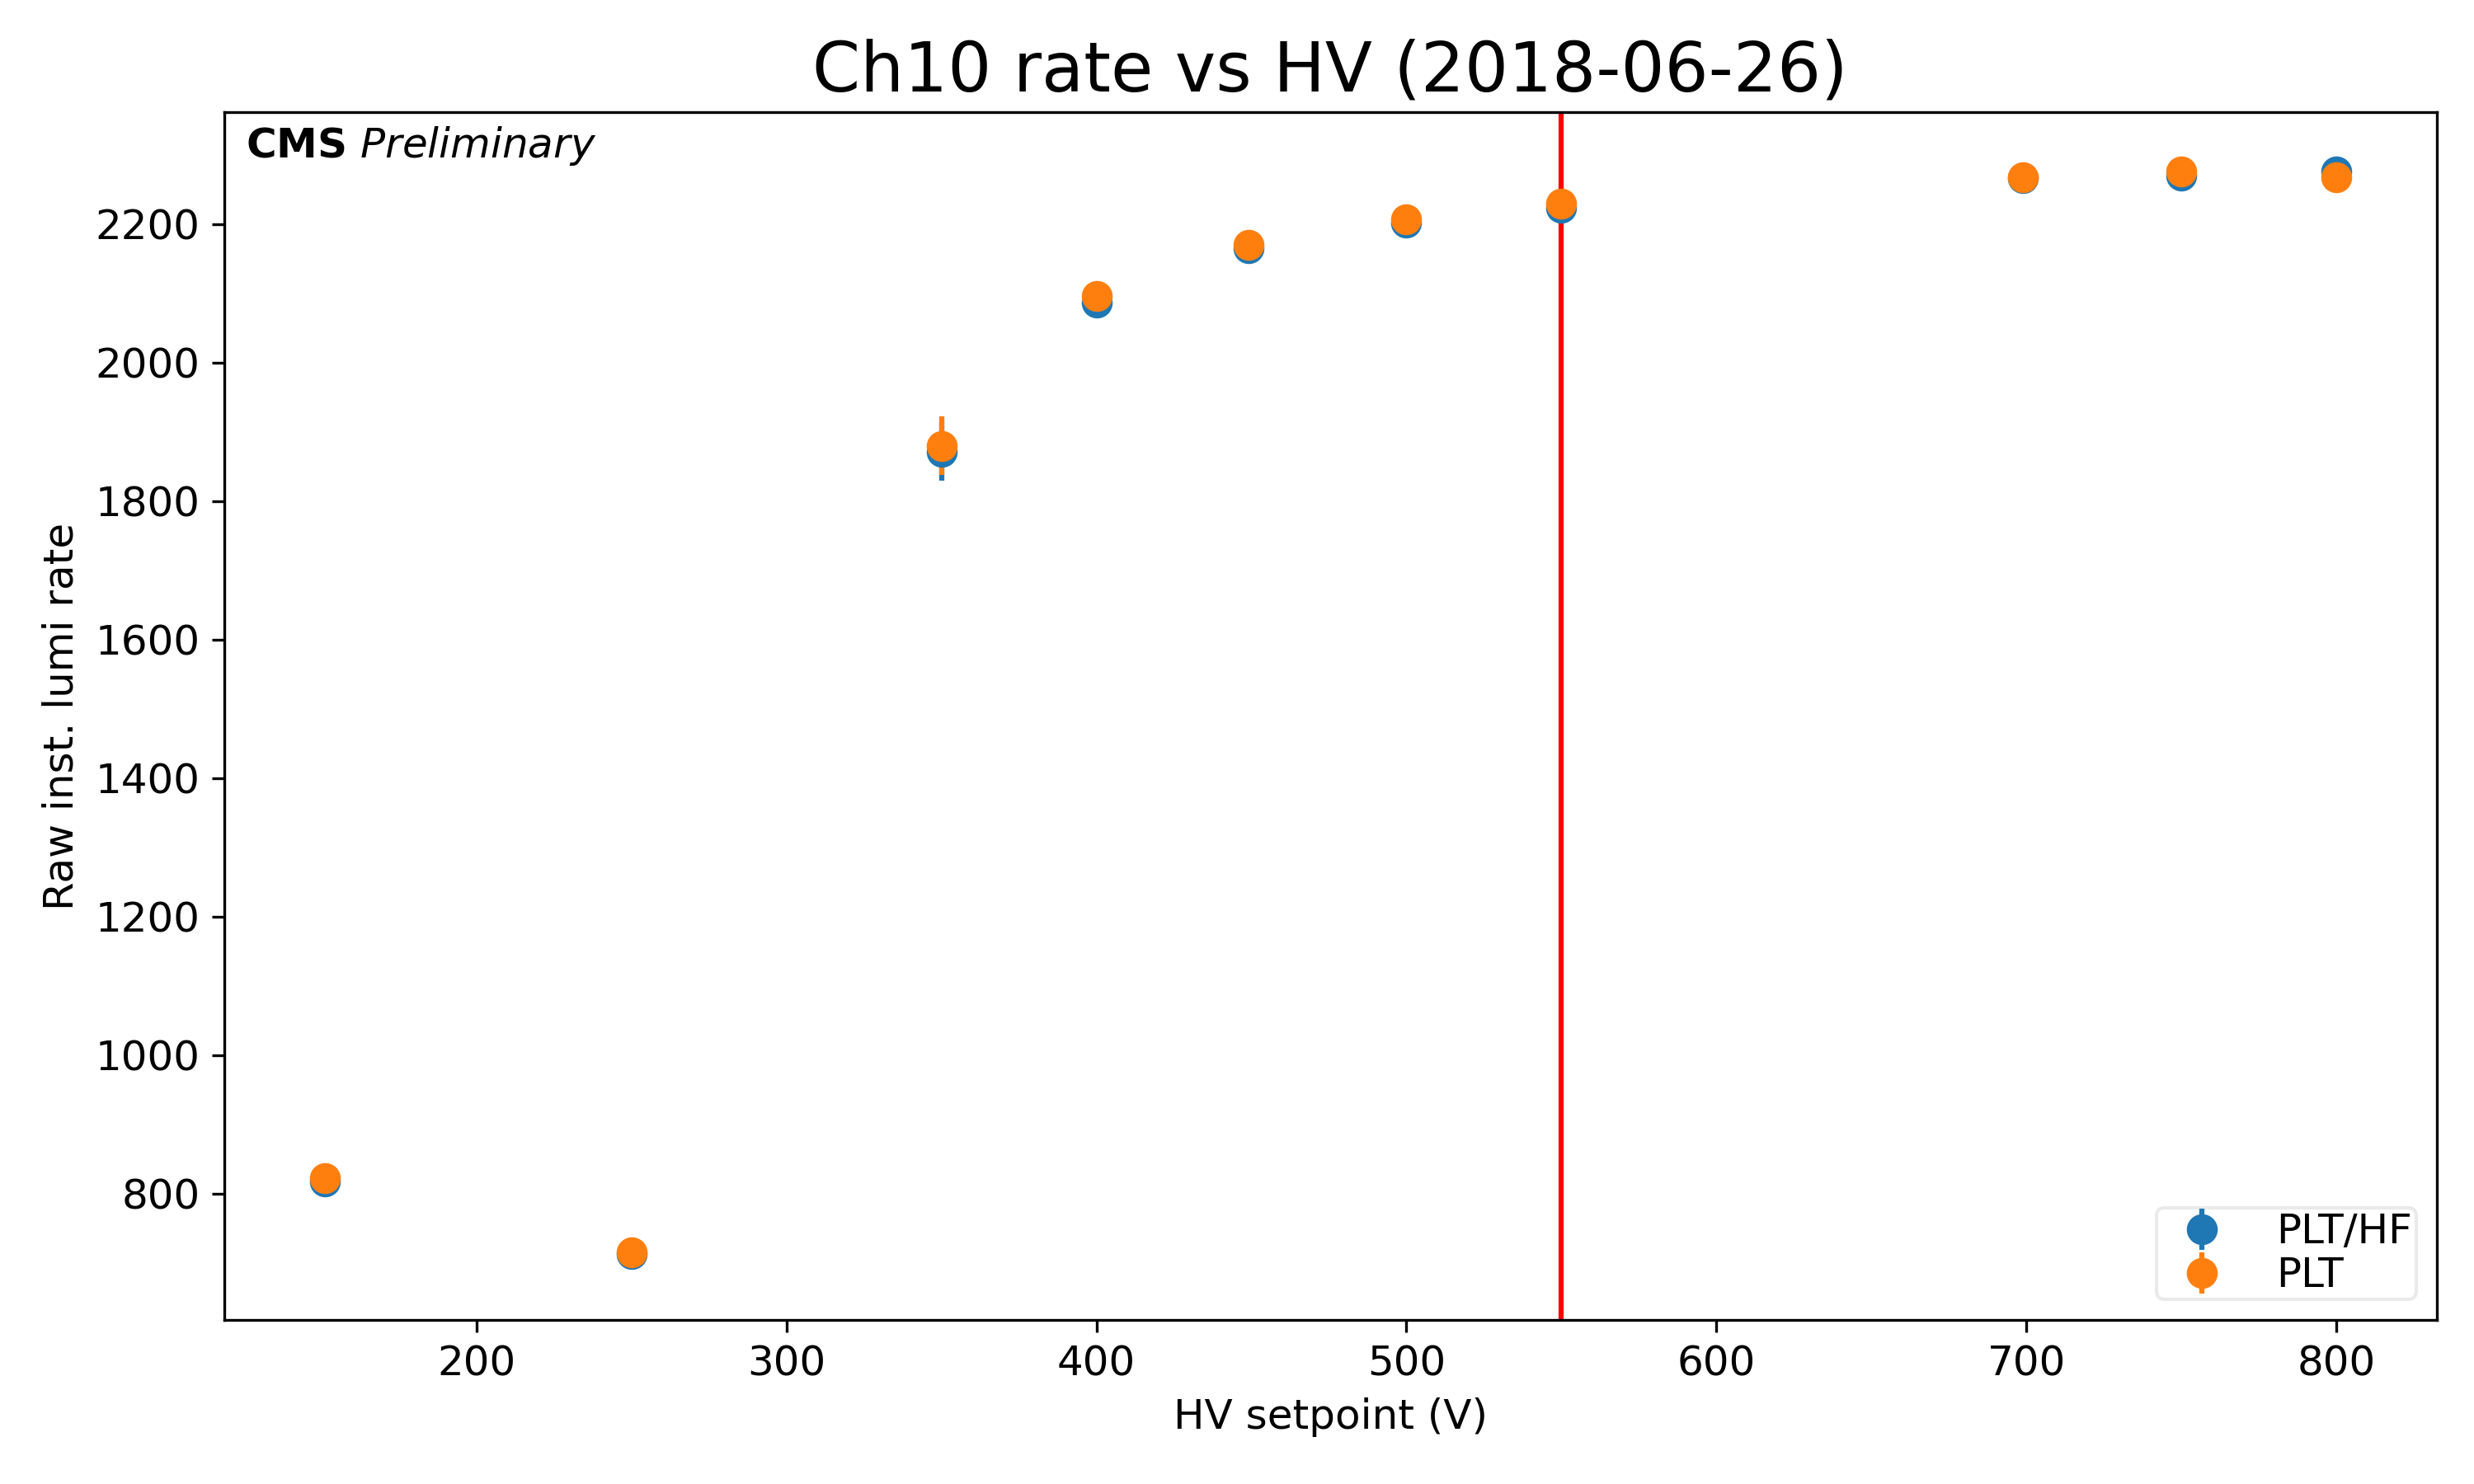 Ch10 rate vs HV (2018-06-26)
CMS Preliminary
2200
2000
1800
1600
1400
1200
1000
800
Raw inst. lumi rate
PLT/HF
PLT
200 300 400 500 600 700 800
HV setpoint (V)